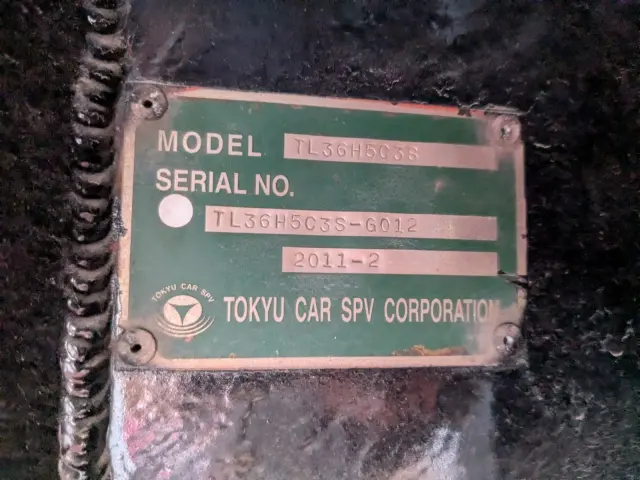 MODEL TL36H5C3S
SERIAL NO.
TL36H5C3S-G012
2011-2
TOKYU CAR SPV
TOKYU CAR SPV CORPORATION